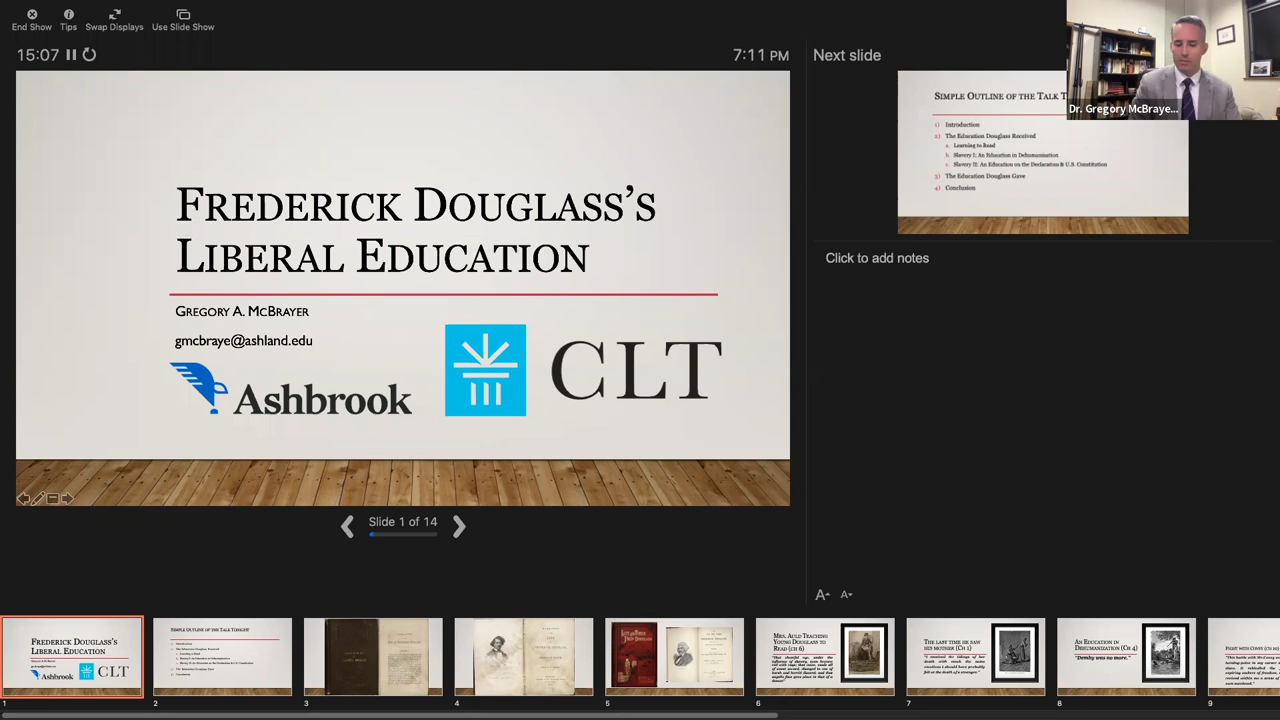 End Show
Tips
Swap Displays
Use Slide Show
15:07
7:11 PM
Next slide
FREDERICK DOUGLASS'S
LIBERAL EDUCATION
GREGORY A. MCBRAYER
gmcbraye@ashland.edu
Ashbrook
CLT
SIMPLE OUTLINE OF THE TALK T
1) Introduction
2) The Education Douglass Received
a. Learning to Read
b. Slavery I: An Education in Dehumanization
c. Slavery II: An Education on the Declaration & U.S. Constitution
3) The Education Douglass Gave
4) Conclusion
Dr. Gregory McBraye...
Click to add notes
Slide 1 of 14
A
A
FREDERICK DOUGLASS'S
LIBERAL EDUCATION
Ashbrook
CLT
SIMPLE OUTLINE OF THE TALK TONIGHT
MRS. AULD TEACHING
YOUNG DOUGLASS TO
READ (CH 6)
THE LAST TIME HE SAW
HIS MOTHER (CH 1)
AN EDUCATION IN
DEHUMANIZATION (CH 4)
"Demby was no more."
1
2
3
4
5
6
7
8
9